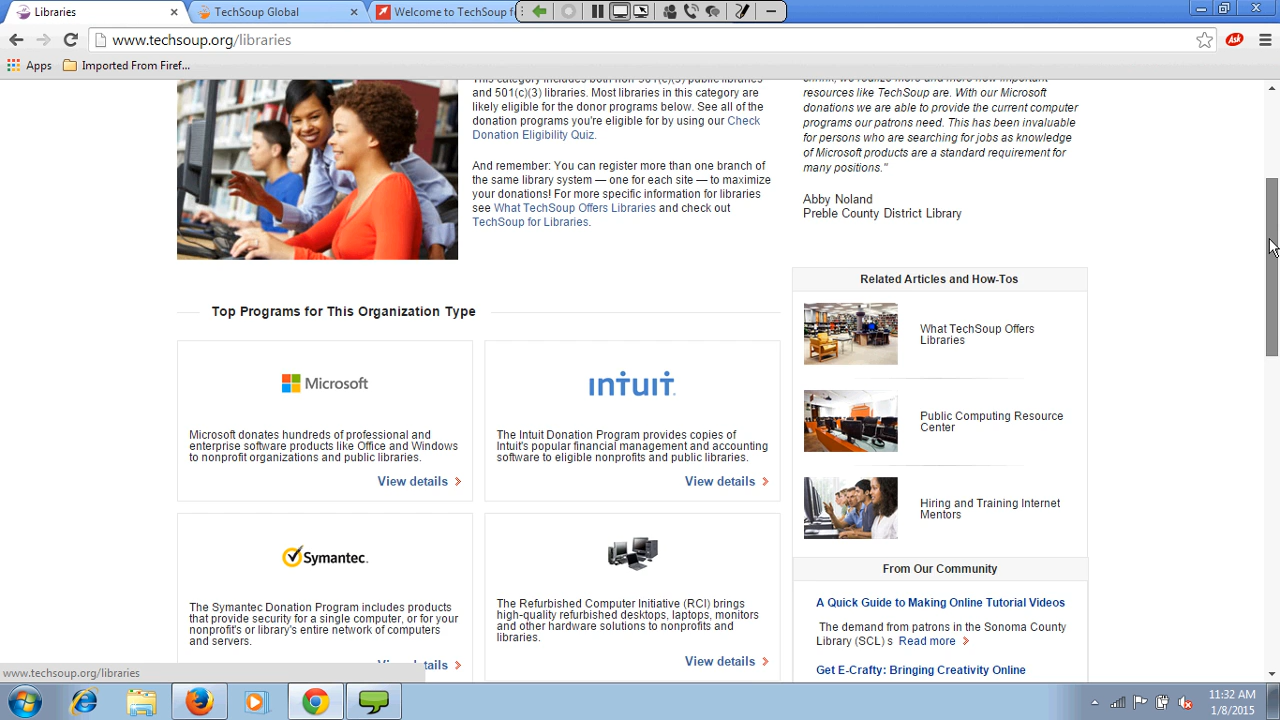 Libraries
TechSoup Global
Welcome to TechSoup f
www.techsoup.org/libraries
Ask
Apps
Imported From Firef...
This category includes both non-501(c)(3) public libraries
and 501(c)(3) libraries. Most libraries in this category are
likely eligible for the donor programs below. See all of the
donation programs you're eligible for by using our Check
Donation Eligibility Quiz.
And remember: You can register more than one branch of
the same library system — one for each site — to maximize
your donations! For more specific information for libraries
see What TechSoup Offers Libraries and check out
TechSoup for Libraries.
shrink, we realize more and more how important
resources like TechSoup are. With our Microsoft
donations we are able to provide the current computer
programs our patrons need. This has been invaluable
for persons who are searching for jobs as knowledge
of Microsoft products are a standard requirement for
many positions."
Abby Noland
Preble County District Library
Top Programs for This Organization Type
Microsoft
Microsoft donates hundreds of professional and
enterprise software products like Office and Windows
to nonprofit organizations and public libraries.
View details
intuit.
The Intuit Donation Program provides copies of
Intuit's popular financial management and accounting
software to eligible nonprofits and public libraries.
View details
Symantec.
The Symantec Donation Program includes products
that provide security for a single computer, or for your
nonprofit's or library's entire network of computers
and servers.
View details
The Refurbished Computer Initiative (RCI) brings
high-quality refurbished desktops, laptops, monitors
and other hardware solutions to nonprofits and
libraries.
View details
Related Articles and How-Tos
What TechSoup Offers
Libraries
Public Computing Resource
Center
Hiring and Training Internet
Mentors
From Our Community
A Quick Guide to Making Online Tutorial Videos
The demand from patrons in the Sonoma County
Library (SCL) s Read more
Get E-Crafty: Bringing Creativity Online
www.techsoup.org/libraries
11:32 AM
1/8/2015